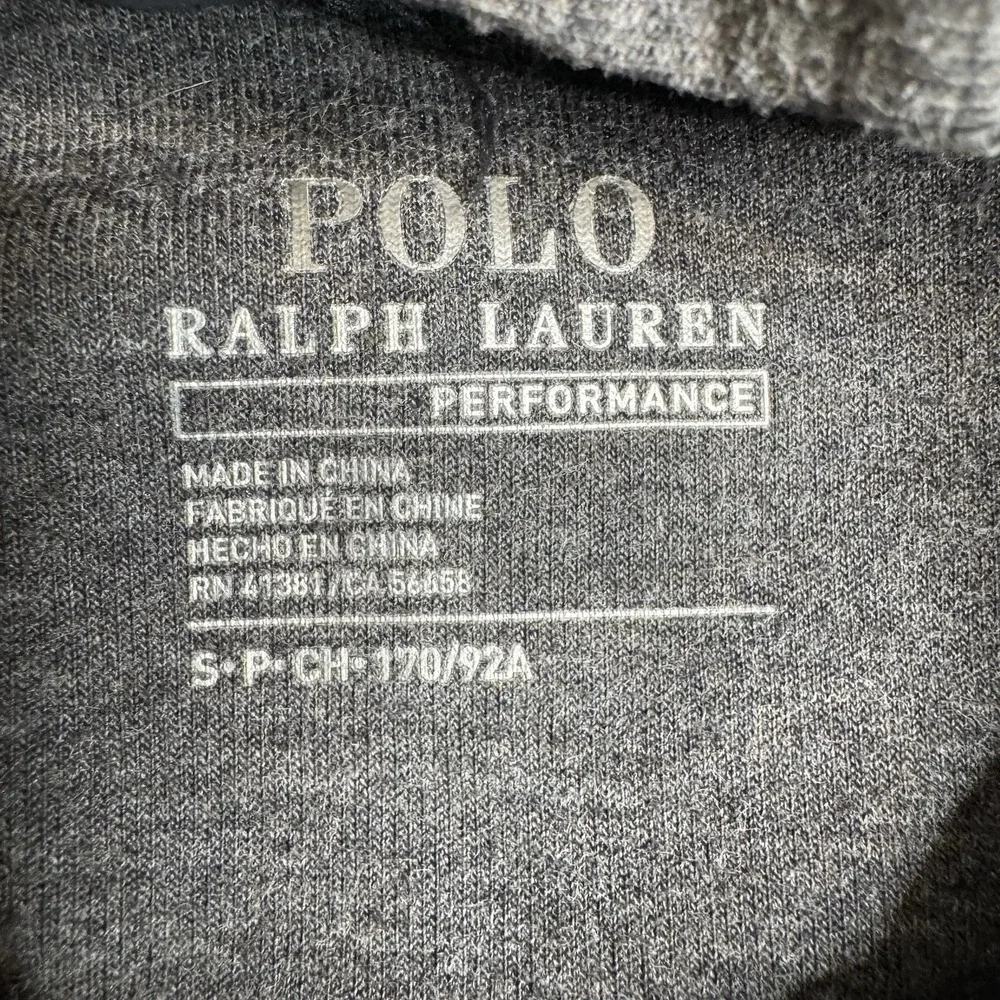 POLO
RALPH LAUREN
PERFORMANCE
MADE IN CHINA
FABRIQUÉ EN CHINE
HECHO EN CHINA
RN 41381/CA 56658
S•P•CH•170/92A